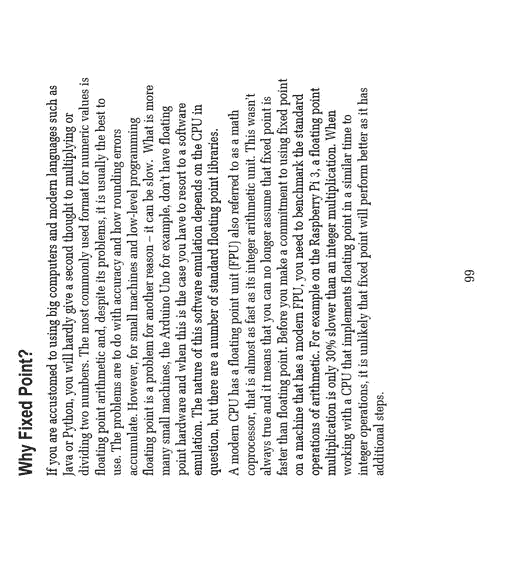 Why Fixed Point?
If you are accustomed to using big computers and modern languages such as
Java or Python, you will hardly give a second thought to multiplying or
dividing two numbers. The most commonly used format for numeric values is
floating point arithmetic and, despite its problems, it is usually the best to
use. The problems are to do with accuracy and how rounding errors
accumulate. However, for small machines and low-level programming
floating point is a problem for another reason – it can be slow.  What is more
many small machines, the Arduino Uno for example, don't have floating
point hardware and when this is the case you have to resort to a software
emulation. The nature of this software emulation depends on the CPU in
question, but there are a number of standard floating point libraries.
A modern CPU has a floating point unit (FPU) also referred to as a math
coprocessor, that is almost as fast as its integer arithmetic unit. This wasn't
always true and it means that you can no longer assume that fixed point is
faster than floating point. Before you make a commitment to using fixed point
on a machine that has a modern FPU, you need to benchmark the standard
operations of arithmetic. For example on the Raspberry Pi 3, a floating point
multiplication is only 30% slower than an integer multiplication. When
working with a CPU that implements floating point in a similar time to
integer operations, it is unlikely that fixed point will perform better as it has
additional steps.
99